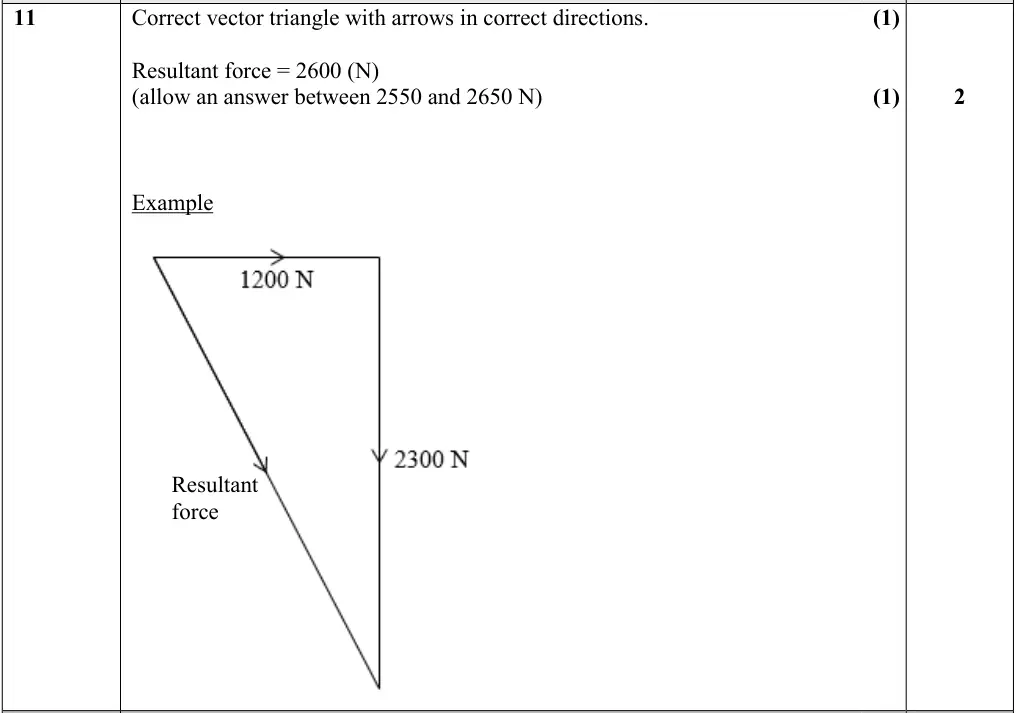 11
Correct vector triangle with arrows in correct directions. (1)
Resultant force = 2600 (N)
(allow an answer between 2550 and 2650 N) (1) 2
Example
1200 N
2300 N
Resultant
force